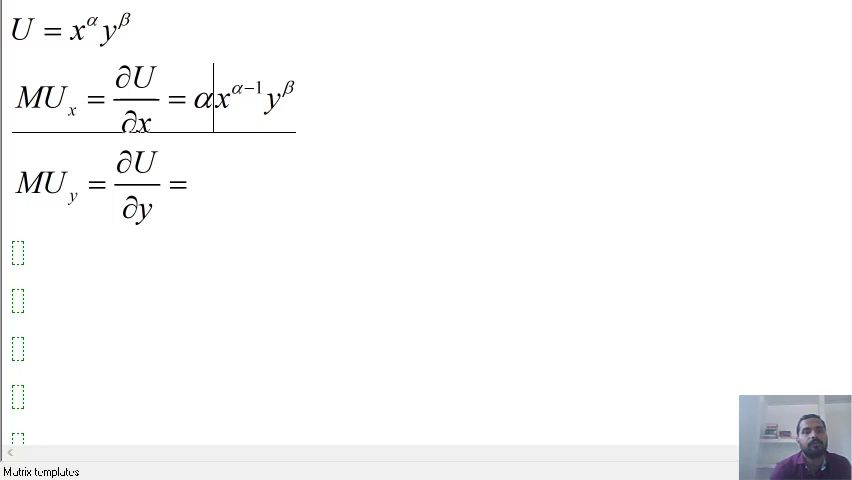 U = x^α y^β
MU_x = ∂U/∂x = αx^{α−1} y^β
MU_y = ∂U/∂y =
Matrix templates